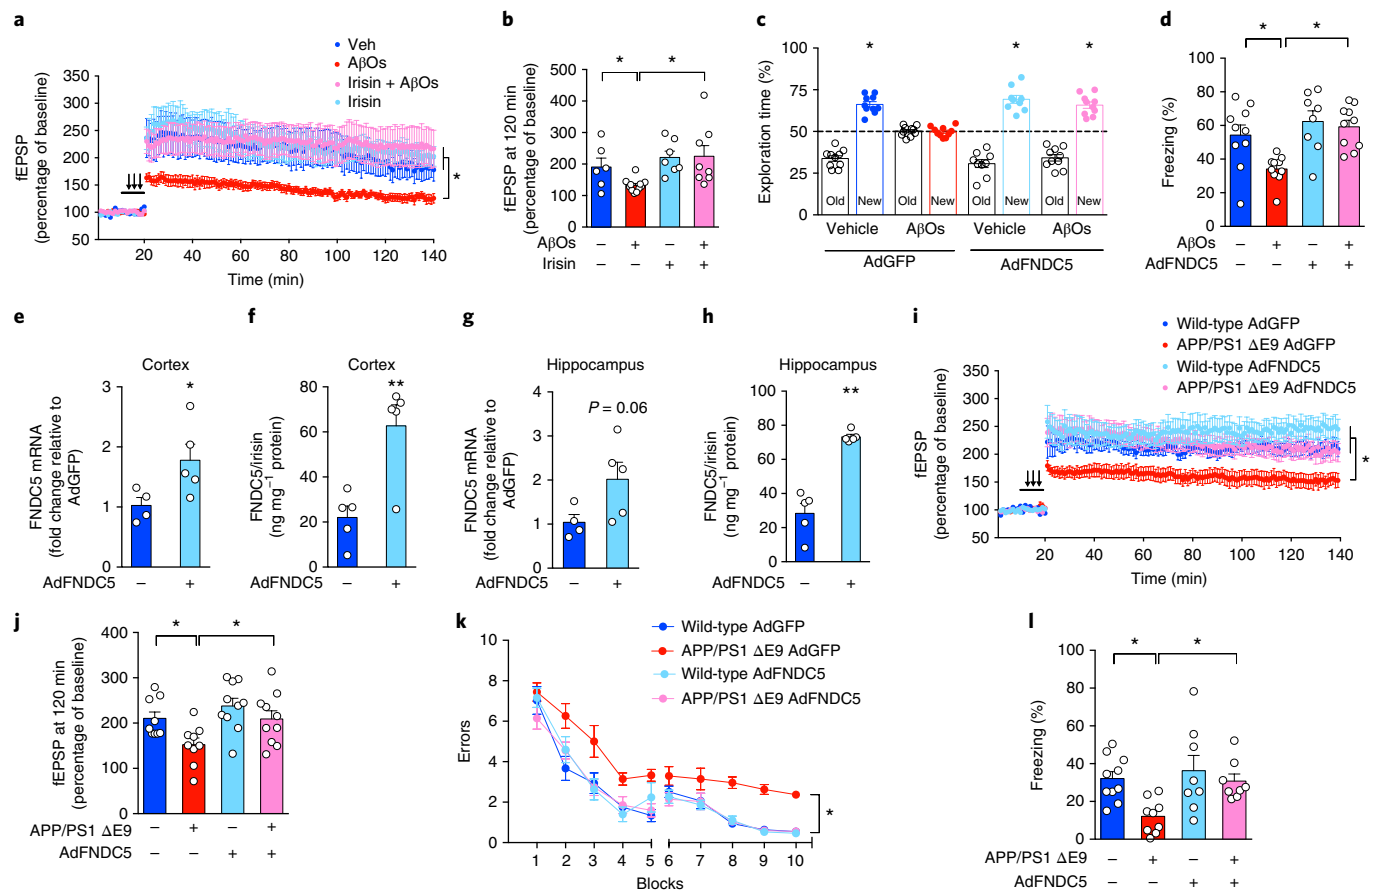 a
Veh
AβOs
Irisin + AβOs
Irisin
fEPSP
(percentage of baseline)
350
300
250
200
150
100
50
20
40
60
80
100
120
140
Time (min)
*
b
fEPSP at 120 min
(percentage of baseline)
500
400
300
200
100
0
* *
AβOs – + – +
Irisin – – + +
c
Exploration time (%)
100
75
50
25
0
* * *
Old New Old New Old New Old New
Vehicle AβOs Vehicle AβOs
AdGFP AdFNDC5
d
Freezing (%)
100
80
60
40
20
0
* *
AβOs – + – +
AdFNDC5 – – + +
e
Cortex
FNDC5 mRNA
(fold change relative to
AdGFP)
3
2
1
0
*
AdFNDC5 – +
f
Cortex
FNDC5/irisin
(ng mg⁻¹ protein)
80
60
40
20
0
**
AdFNDC5 – +
g
Hippocampus
FNDC5 mRNA
(fold change relative to
AdGFP)
4
3
2
1
0
P = 0.06
AdFNDC5 – +
h
Hippocampus
FNDC5/irisin
(ng mg⁻¹ protein)
100
80
60
40
20
0
**
AdFNDC5 – +
i
Wild-type AdGFP
APP/PS1 ΔE9 AdGFP
Wild-type AdFNDC5
APP/PS1 ΔE9 AdFNDC5
fEPSP
(percentage of baseline)
350
300
250
200
150
100
50
20 40 60 80 100 120 140
Time (min)
*
j
fEPSP at 120 min
(percentage of baseline)
400
300
200
100
0
* *
APP/PS1 ΔE9 – + – +
AdFNDC5 – – + +
k
Wild-type AdGFP
APP/PS1 ΔE9 AdGFP
Wild-type AdFNDC5
APP/PS1 ΔE9 AdFNDC5
Errors
10
8
6
4
2
0
1 2 3 4 5 6 7 8 9 10
Blocks
*
l
Freezing (%)
100
80
60
40
20
0
* *
APP/PS1 ΔE9 – + – +
AdFNDC5 – – + +